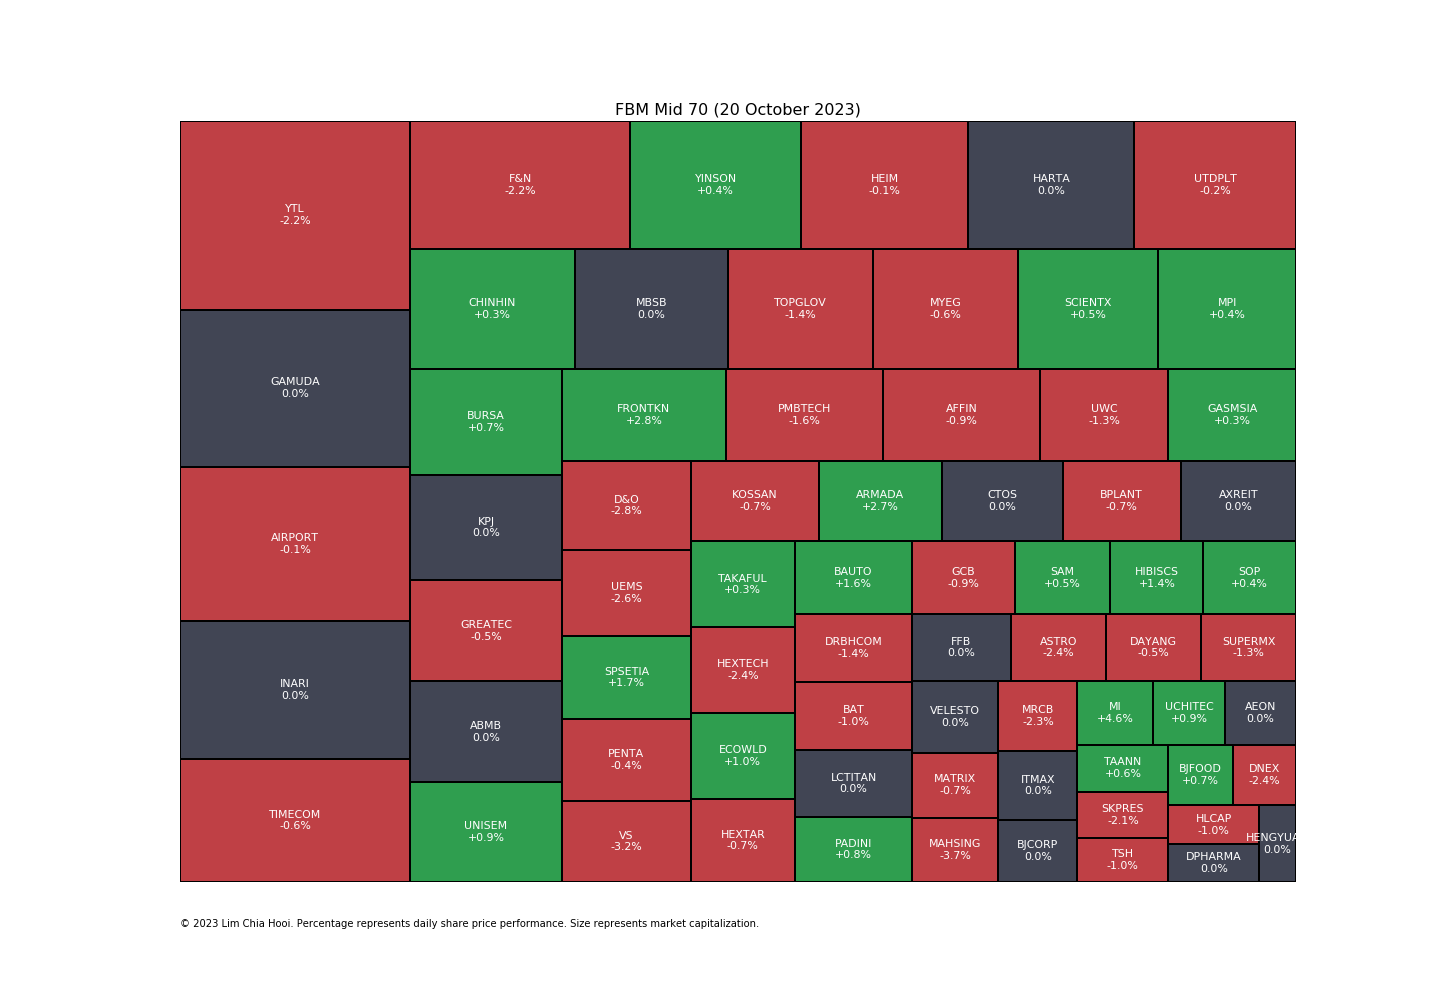 FBM Mid 70 (20 October 2023)
YTL
-2.2%
GAMUDA
0.0%
AIRPORT
-0.1%
INARI
0.0%
TIMECOM
-0.6%
F&N
-2.2%
YINSON
+0.4%
HEIM
-0.1%
HARTA
0.0%
UTDPLT
-0.2%
CHINHIN
+0.3%
MBSB
0.0%
TOPGLOV
-1.4%
MYEG
-0.6%
SCIENTX
+0.5%
MPI
+0.4%
BURSA
+0.7%
KPJ
0.0%
GREATEC
-0.5%
ABMB
0.0%
UNISEM
+0.9%
FRONTKN
+2.8%
PMBTECH
-1.6%
AFFIN
-0.9%
UWC
-1.3%
GASMSIA
+0.3%
D&O
-2.8%
UEMS
-2.6%
SPSETIA
+1.7%
PENTA
-0.4%
VS
-3.2%
KOSSAN
-0.7%
ARMADA
+2.7%
CTOS
0.0%
BPLANT
-0.7%
AXREIT
0.0%
TAKAFUL
+0.3%
HEXTECH
-2.4%
ECOWLD
+1.0%
HEXTAR
-0.7%
BAUTO
+1.6%
GCB
-0.9%
SAM
+0.5%
HIBISCS
+1.4%
SOP
+0.4%
DRBHCOM
-1.4%
BAT
-1.0%
LCTITAN
0.0%
PADINI
+0.8%
FFB
0.0%
ASTRO
-2.4%
DAYANG
-0.5%
SUPERMX
-1.3%
VELESTO
0.0%
MATRIX
-0.7%
MAHSING
-3.7%
MRCB
-2.3%
ITMAX
0.0%
BJCORP
0.0%
MI
+4.6%
UCHITEC
+0.9%
AEON
0.0%
TAANN
+0.6%
SKPRES
-2.1%
TSH
-1.0%
BJFOOD
+0.7%
DNEX
-2.4%
HLCAP
-1.0%
DPHARMA
0.0%
HENGYUA
0.0%
© 2023 Lim Chia Hooi. Percentage represents daily share price performance. Size represents market capitalization.